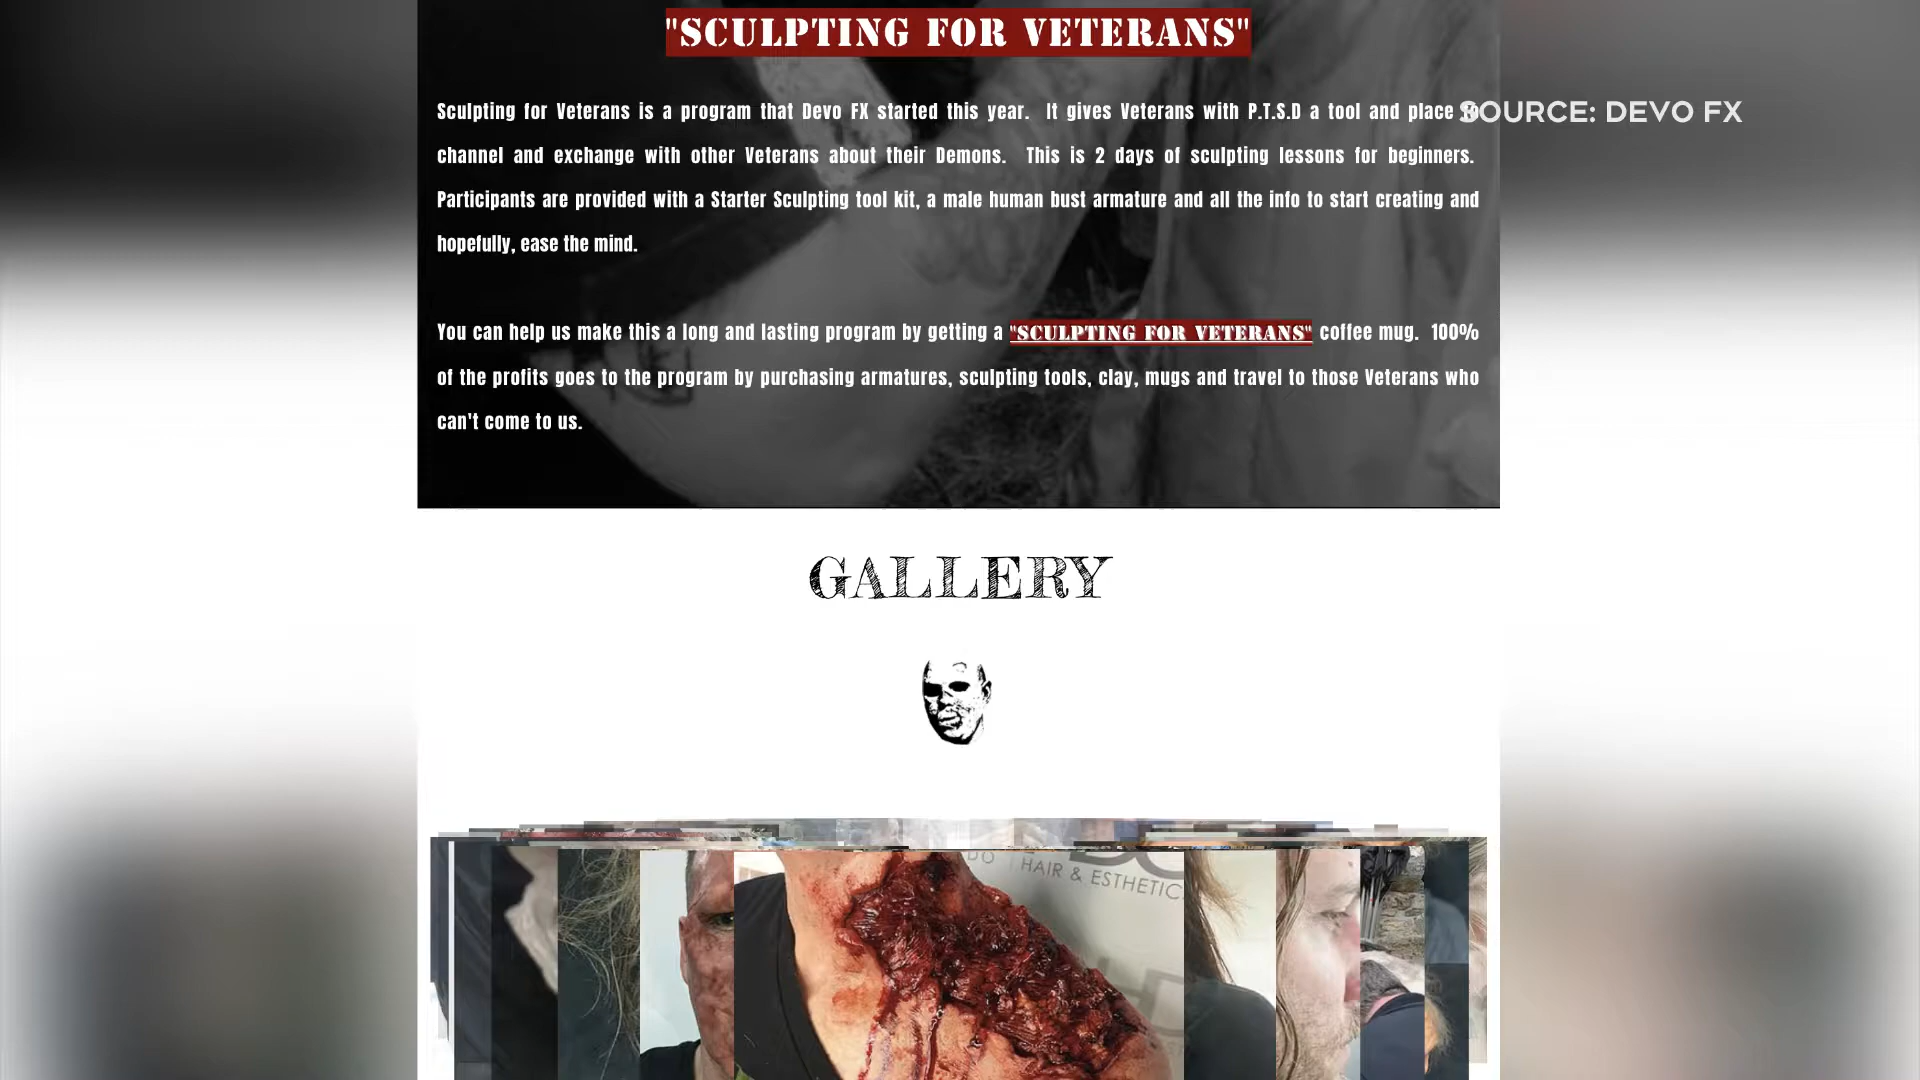 "SCULPTING FOR VETERANS"
Sculpting for Veterans is a program that Devo FX started this year. It gives Veterans with P.T.S.D a tool and place to
SOURCE: DEVO FX
channel and exchange with other Veterans about their Demons. This is 2 days of sculpting lessons for beginners.
Participants are provided with a Starter Sculpting tool kit, a male human bust armature and all the info to start creating and
hopefully, ease the mind.
You can help us make this a long and lasting program by getting a "SCULPTING FOR VETERANS" coffee mug. 100%
of the profits goes to the program by purchasing armatures, sculpting tools, clay, mugs and travel to those Veterans who
can't come to us.
GALLERY
HAIR & ESTHETIC